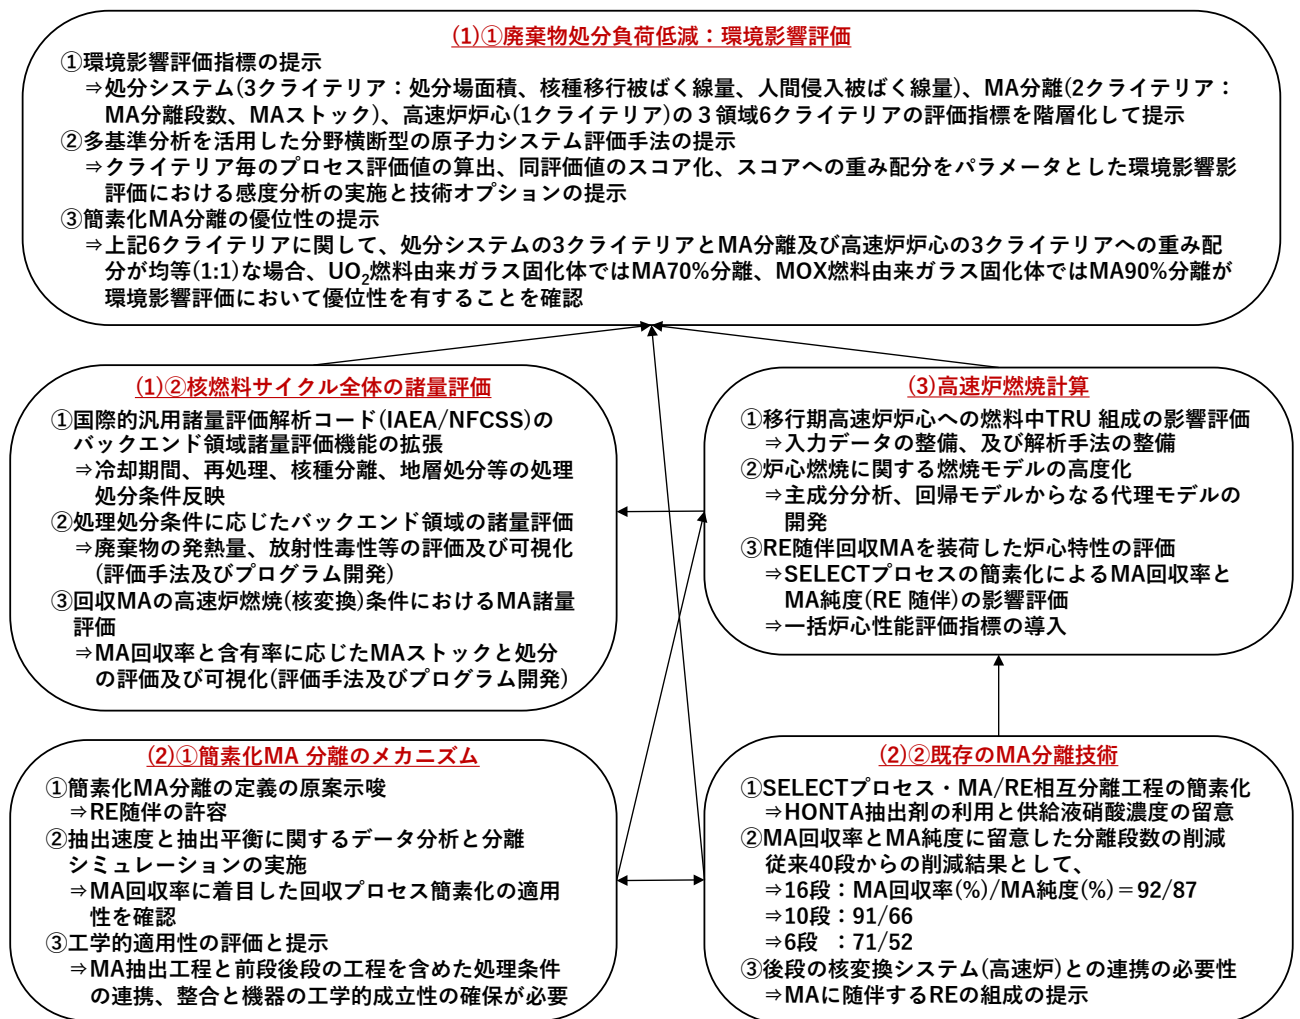 (1)①廃棄物処分負荷低減：環境影響評価
①環境影響評価指標の提示
⇒処分システム(3クライテリア：処分場面積、核種移行被ばく線量、人間侵入被ばく線量)、MA分離(2クライテリア：
MA分離段数、MAストック)、高速炉炉心(1クライテリア)の３領域6クライテリアの評価指標を階層化して提示
②多基準分析を活用した分野横断型の原子力システム評価手法の提示
⇒クライテリア毎のプロセス評価値の算出、同評価値のスコア化、スコアへの重み配分をパラメータとした環境影響影
評価における感度分析の実施と技術オプションの提示
③簡素化MA分離の優位性の提示
⇒上記6クライテリアに関して、処分システムの3クライテリアとMA分離及び高速炉炉心の3クライテリアへの重み配
分が均等(1:1)な場合、UO2燃料由来ガラス固化体ではMA70%分離、MOX燃料由来ガラス固化体ではMA90%分離が
環境影響評価において優位性を有することを確認
(1)②核燃料サイクル全体の諸量評価
①国際的汎用諸量評価解析コード(IAEA/NFCSS)の
バックエンド領域諸量評価機能の拡張
⇒冷却期間、再処理、核種分離、地層処分等の処理
処分条件反映
②処理処分条件に応じたバックエンド領域の諸量評価
⇒廃棄物の発熱量、放射性毒性等の評価及び可視化
(評価手法及びプログラム開発)
③回収MAの高速炉燃焼(核変換)条件におけるMA諸量
評価
⇒MA回収率と含有率に応じたMAストックと処分
の評価及び可視化(評価手法及びプログラム開発)
(3)高速炉燃焼計算
①移行期高速炉炉心への燃料中TRU 組成の影響評価
⇒入力データの整備、及び解析手法の整備
②炉心燃焼に関する燃焼モデルの高度化
⇒主成分分析、回帰モデルからなる代理モデルの
開発
③RE随伴回収MAを装荷した炉心特性の評価
⇒SELECTプロセスの簡素化によるMA回収率と
MA純度(RE 随伴)の影響評価
⇒一括炉心性能評価指標の導入
(2)①簡素化MA 分離のメカニズム
①簡素化MA分離の定義の原案示唆
⇒RE随伴の許容
②抽出速度と抽出平衡に関するデータ分析と分離
シミュレーションの実施
⇒MA回収率に着目した回収プロセス簡素化の適用
性を確認
③工学的適用性の評価と提示
⇒MA抽出工程と前段後段の工程を含めた処理条件
の連携、整合と機器の工学的成立性の確保が必要
(2)②既存のMA分離技術
①SELECTプロセス・MA/RE相互分離工程の簡素化
⇒HONTA抽出剤の利用と供給液硝酸濃度の留意
②MA回収率とMA純度に留意した分離段数の削減
従来40段からの削減結果として、
⇒16段：MA回収率(%)/MA純度(%)＝92/87
⇒10段：91/66
⇒6段 ：71/52
③後段の核変換システム(高速炉)との連携の必要性
⇒MAに随伴するREの組成の提示